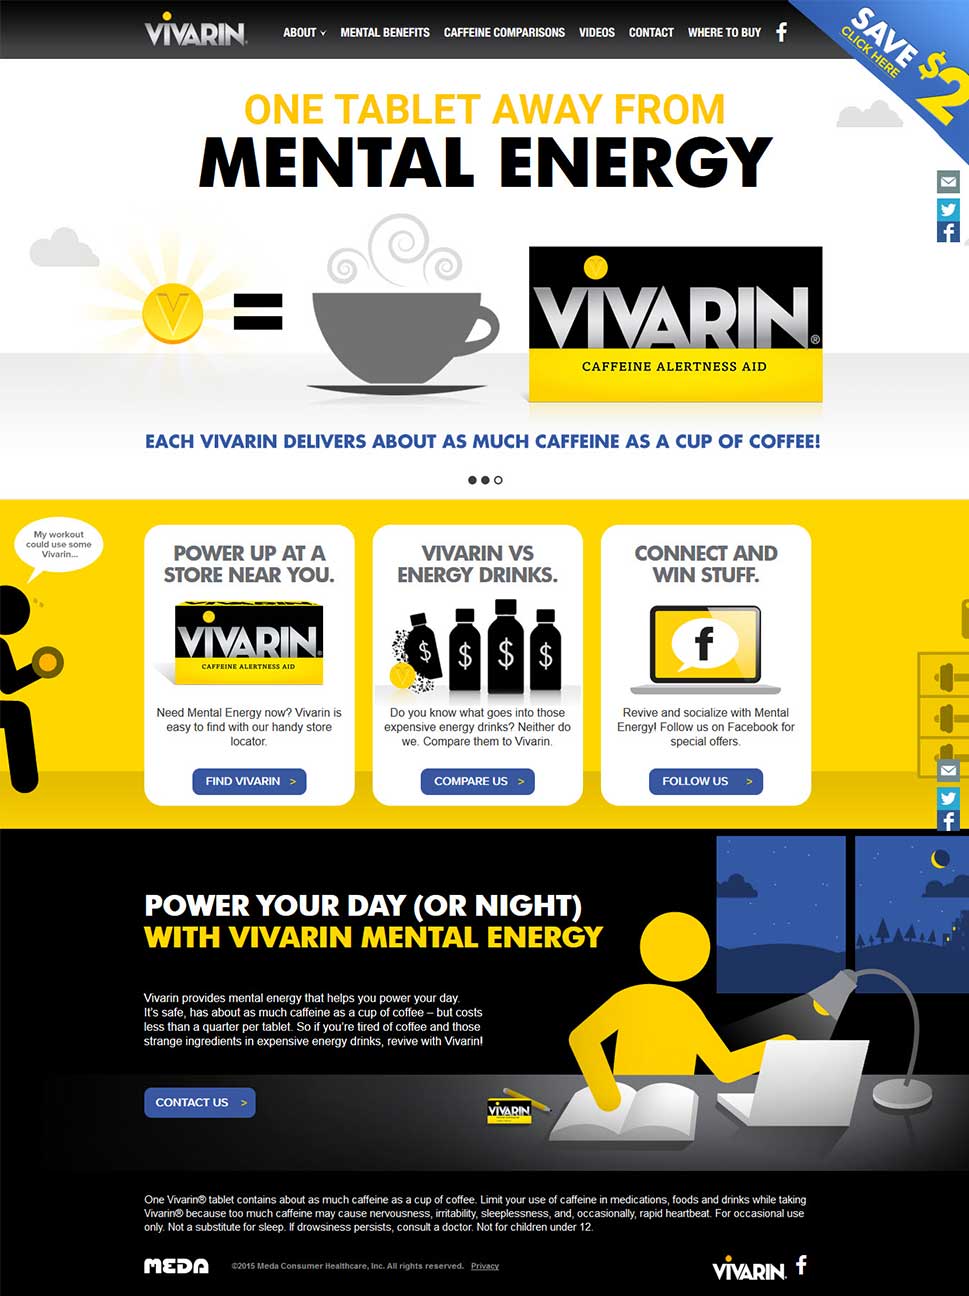 VIVARIN
ABOUT MENTAL BENEFITS CAFFEINE COMPARISONS VIDEOS CONTACT WHERE TO BUY f
SAVE $2
CLICK HERE
ONE TABLET AWAY FROM
MENTAL ENERGY
V =
VIVARIN®
CAFFEINE ALERTNESS AID
EACH VIVARIN DELIVERS ABOUT AS MUCH CAFFEINE AS A CUP OF COFFEE!
My workout
could use some
Vivarin...
POWER UP AT A
STORE NEAR YOU.
VIVARIN
CAFFEINE ALERTNESS AID
Need Mental Energy now? Vivarin is
easy to find with our handy store
locator.
FIND VIVARIN >
VIVARIN VS
ENERGY DRINKS.
$ $ $ $
Do you know what goes into those
expensive energy drinks? Neither do
we. Compare them to Vivarin.
COMPARE US >
CONNECT AND
WIN STUFF.
f
Revive and socialize with Mental
Energy! Follow us on Facebook for
special offers.
FOLLOW US >
POWER YOUR DAY (OR NIGHT)
WITH VIVARIN MENTAL ENERGY
Vivarin provides mental energy that helps you power your day.
It's safe, has about as much caffeine as a cup of coffee – but costs
less than a quarter per tablet. So if you're tired of coffee and those
strange ingredients in expensive energy drinks, revive with Vivarin!
CONTACT US >
VIVARIN
One Vivarin® tablet contains about as much caffeine as a cup of coffee. Limit your use of caffeine in medications, foods and drinks while taking
Vivarin® because too much caffeine may cause nervousness, irritability, sleeplessness, and, occasionally, rapid heartbeat. For occasional use
only. Not a substitute for sleep. If drowsiness persists, consult a doctor. Not for children under 12.
MEDA ©2015 Meda Consumer Healthcare, Inc. All rights reserved. Privacy VIVARIN f